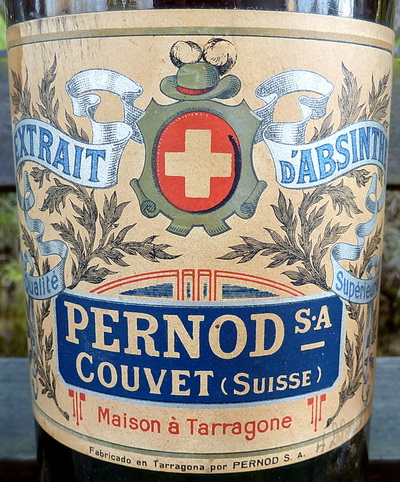 EXTRAIT D'ABSINTHE
Qualité Supérieure
PERNOD S.A
COUVET (SUISSE)
Maison à Tarragone
Fabricado en Tarragona por PERNOD S. A.